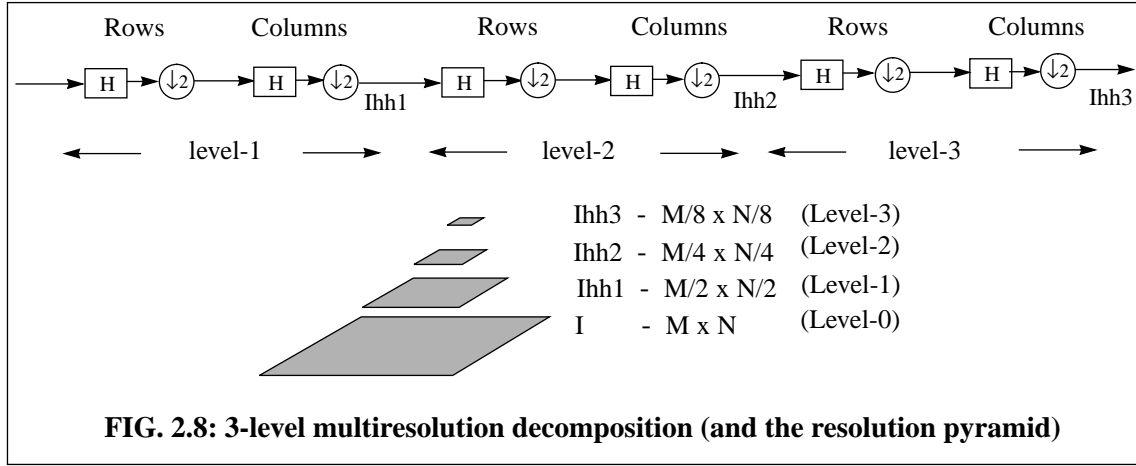 Rows Columns Rows Columns Rows Columns
H ↓2 H ↓2 H ↓2 H ↓2 H ↓2 H ↓2
Ihh1 Ihh2 Ihh3
level-1 level-2 level-3
Ihh3 - M/8 x N/8 (Level-3)
Ihh2 - M/4 x N/4 (Level-2)
Ihh1 - M/2 x N/2 (Level-1)
I - M x N (Level-0)
FIG. 2.8: 3-level multiresolution decomposition (and the resolution pyramid)